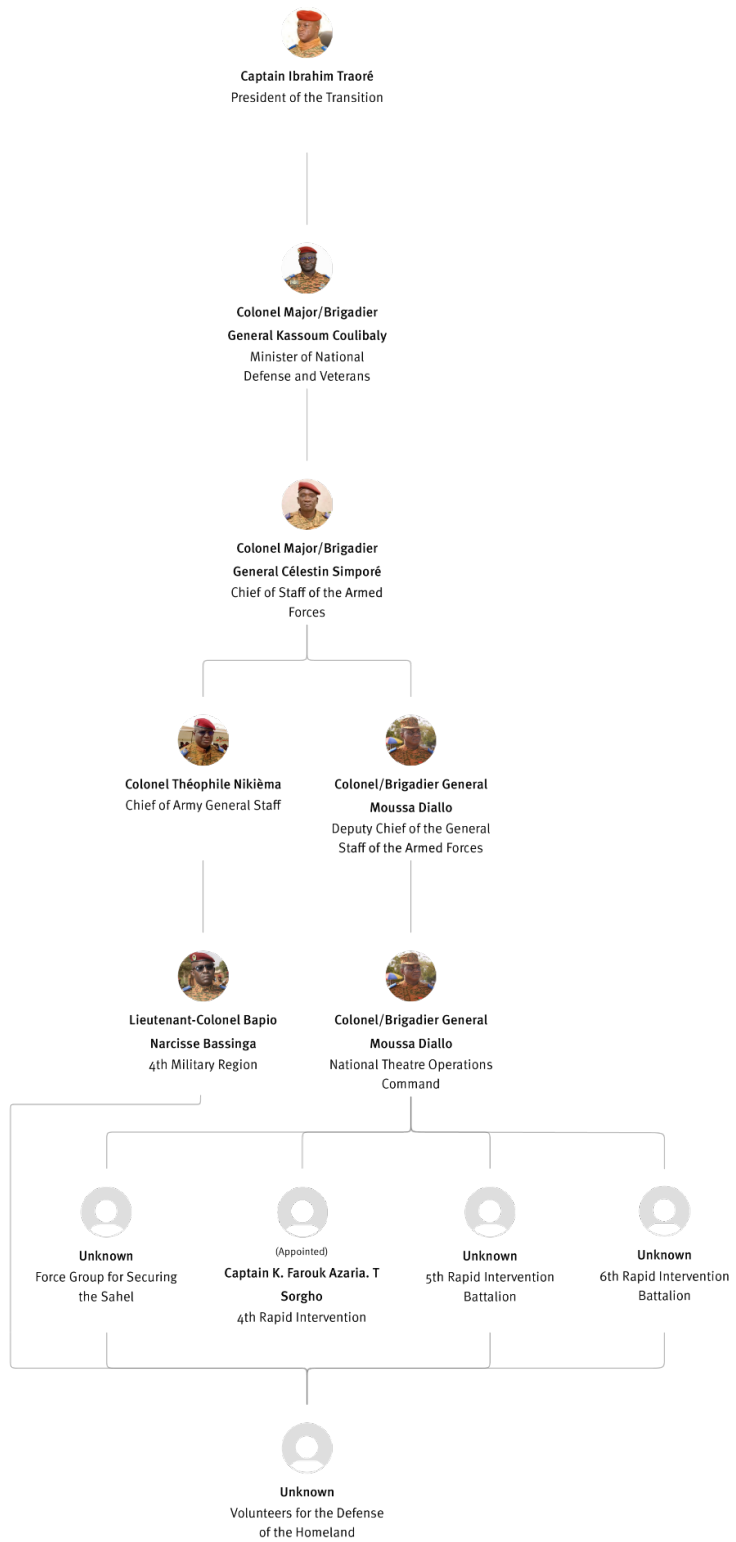 Captain Ibrahim Traoré
President of the Transition
Colonel Major/Brigadier
General Kassoum Coulibaly
Minister of National
Defense and Veterans
Colonel Major/Brigadier
General Célestin Simporé
Chief of Staff of the Armed
Forces
Colonel Théophile Nikièma
Chief of Army General Staff
Colonel/Brigadier General
Moussa Diallo
Deputy Chief of the General
Staff of the Armed Forces
Lieutenant-Colonel Bapio
Narcisse Bassinga
4th Military Region
Colonel/Brigadier General
Moussa Diallo
National Theatre Operations
Command
Unknown
Force Group for Securing
the Sahel
(Appointed)
Captain K. Farouk Azaria. T
Sorgho
4th Rapid Intervention
Unknown
5th Rapid Intervention
Battalion
Unknown
6th Rapid Intervention
Battalion
Unknown
Volunteers for the Defense
of the Homeland